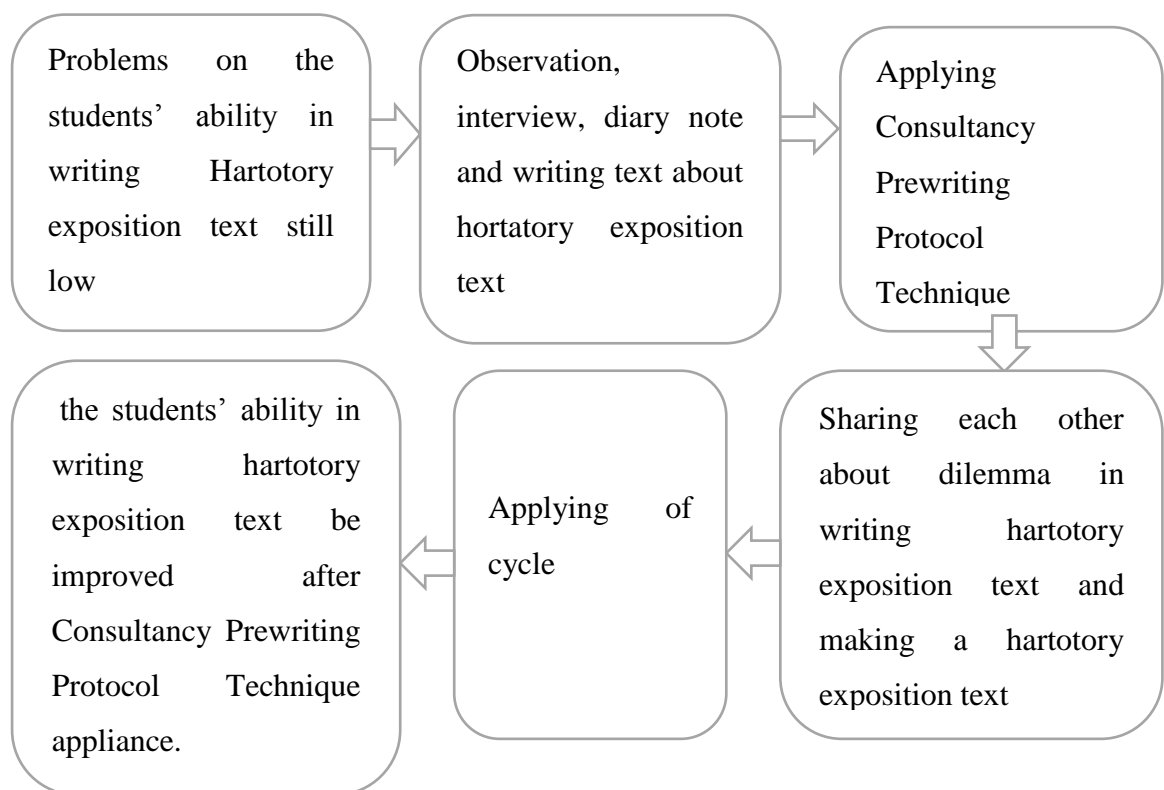 Problems on the
students’ ability in
writing Hartotory
exposition text still
low
Observation,
interview, diary note
and writing text about
hortatory exposition
text
Applying
Consultancy
Prewriting
Protocol
Technique
Sharing each other
about dilemma in
writing hartotory
exposition text and
making a hartotory
exposition text
Applying of
cycle
the students’ ability in
writing hartotory
exposition text be
improved after
Consultancy Prewriting
Protocol Technique
appliance.